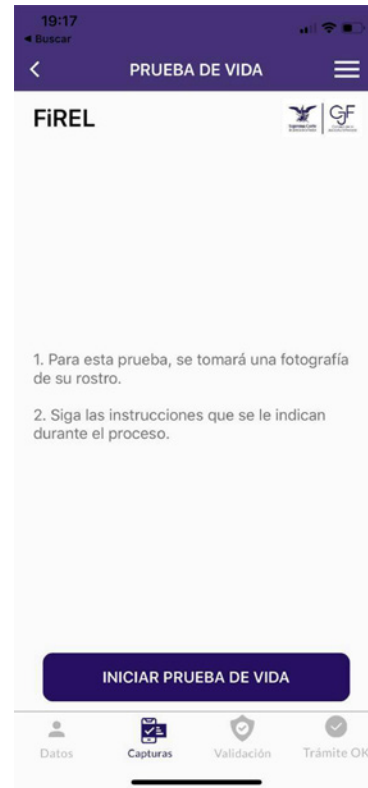 19:17
◀ Buscar
PRUEBA DE VIDA
FiREL
CJF
1. Para esta prueba, se tomará una fotografía
de su rostro.
2. Siga las instrucciones que se le indican
durante el proceso.
INICIAR PRUEBA DE VIDA
Datos
Capturas
Validación
Trámite OK